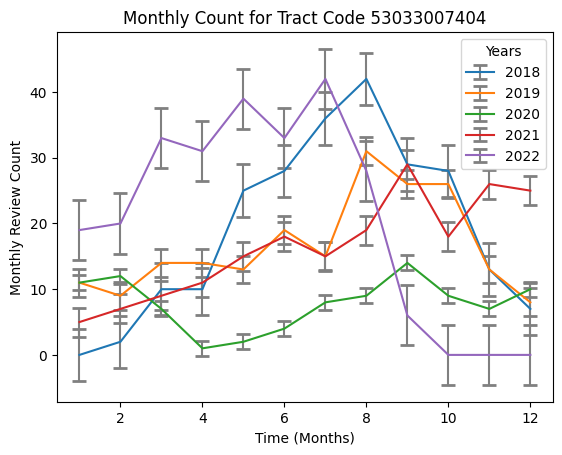 Monthly Count for Tract Code 53033007404
Years
2018
2019
2020
2021
2022
Monthly Review Count
40
30
20
10
0
2 4 6 8 10 12
Time (Months)